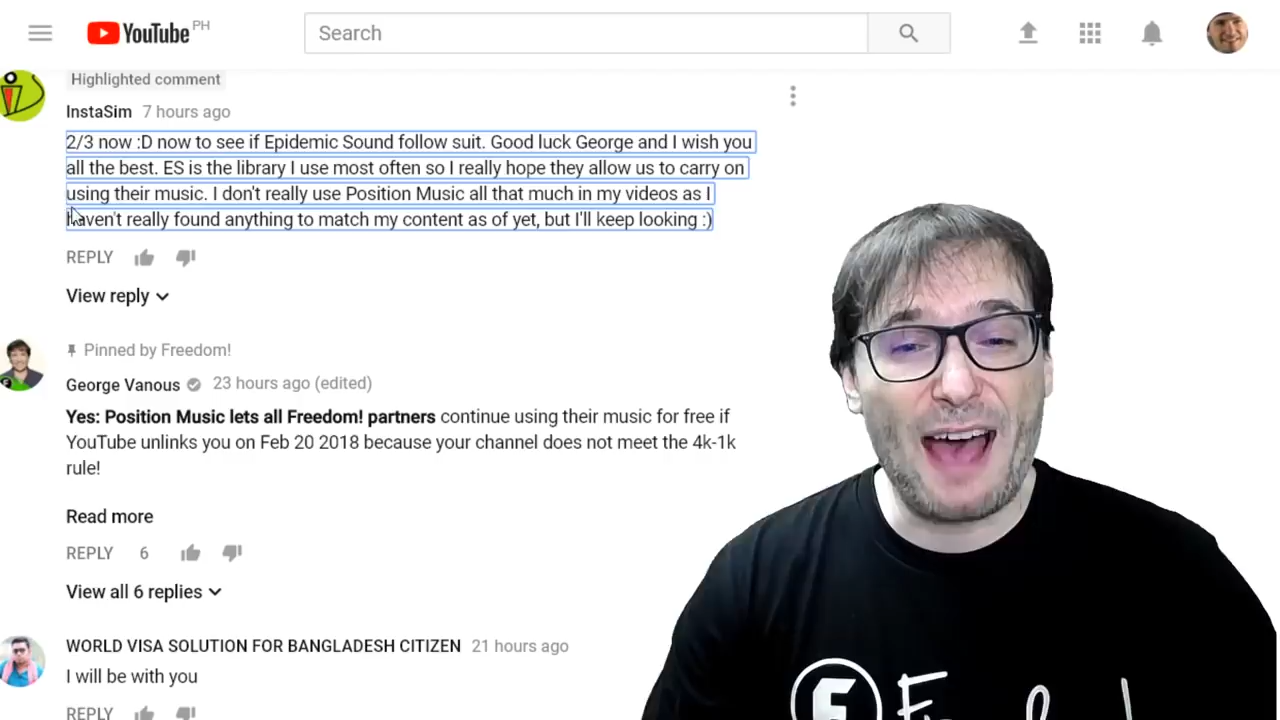 YouTube PH
Search
Highlighted comment
InstaSim 7 hours ago
2/3 now :D now to see if Epidemic Sound follow suit. Good luck George and I wish you
all the best. ES is the library I use most often so I really hope they allow us to carry on
using their music. I don't really use Position Music all that much in my videos as I
haven't really found anything to match my content as of yet, but I'll keep looking :)
REPLY
View reply
Pinned by Freedom!
George Vanous 23 hours ago (edited)
Yes: Position Music lets all Freedom! partners continue using their music for free if
YouTube unlinks you on Feb 20 2018 because your channel does not meet the 4k-1k
rule!
Read more
REPLY 6
View all 6 replies
WORLD VISA SOLUTION FOR BANGLADESH CITIZEN 21 hours ago
I will be with you
REPLY